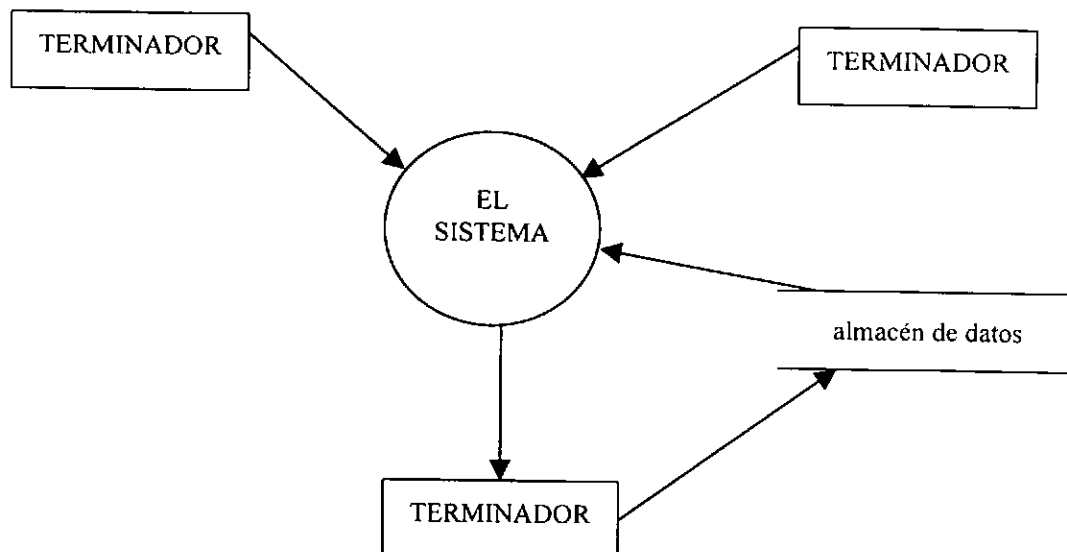 TERMINADOR
TERMINADOR
EL
SISTEMA
almacén de datos
TERMINADOR